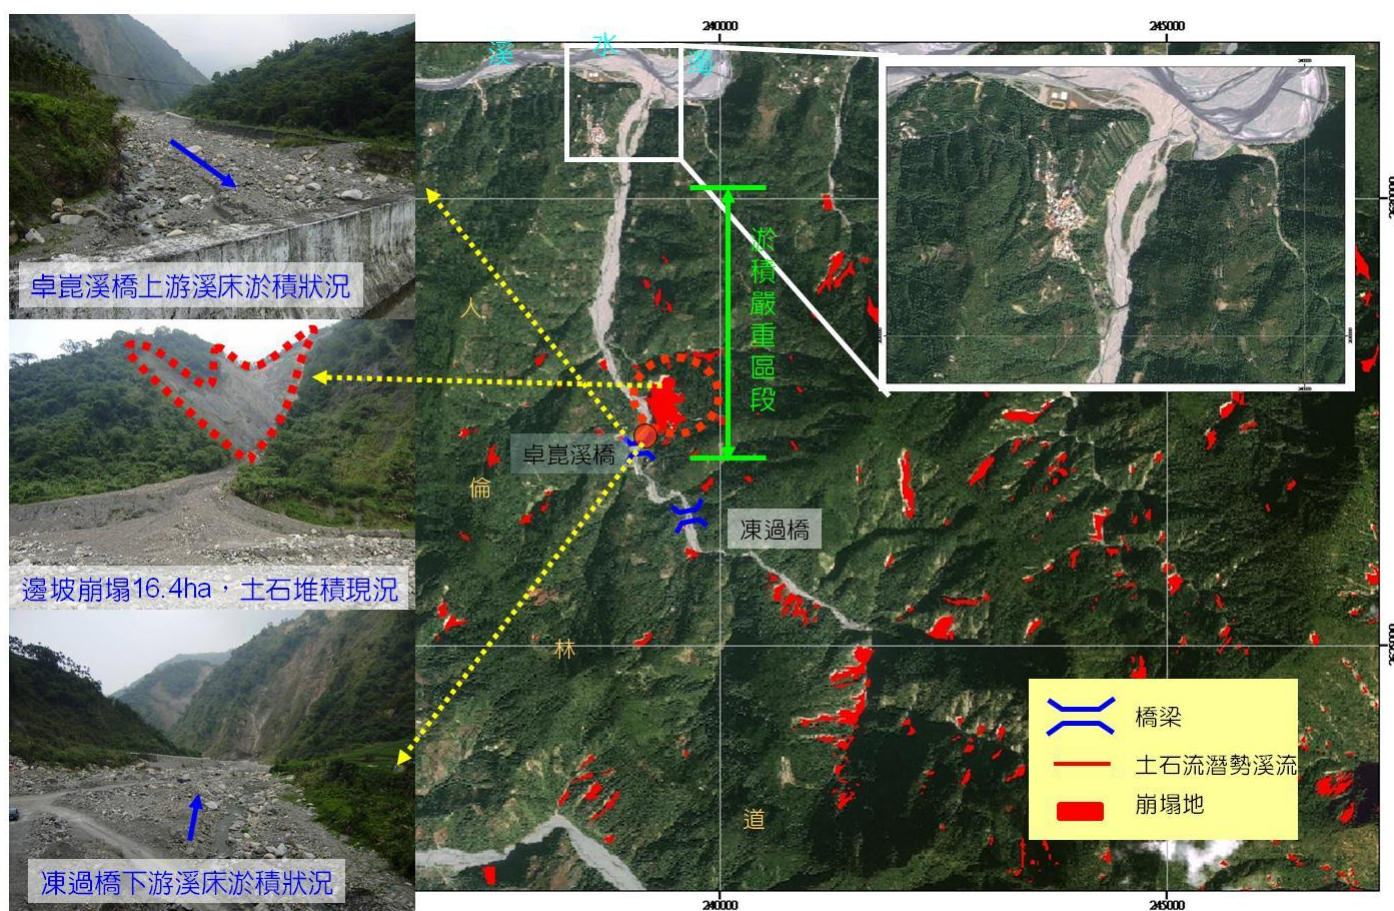 240000
245000
濁水溪
卓崑溪橋上游溪床淤積狀況
邊坡崩塌16.4ha，土石堆積現況
凍過橋下游溪床淤積狀況
淤積嚴重區段
人倫林道
卓崑溪橋
凍過橋
橋梁
土石流潛勢溪流
崩塌地
240000
245000